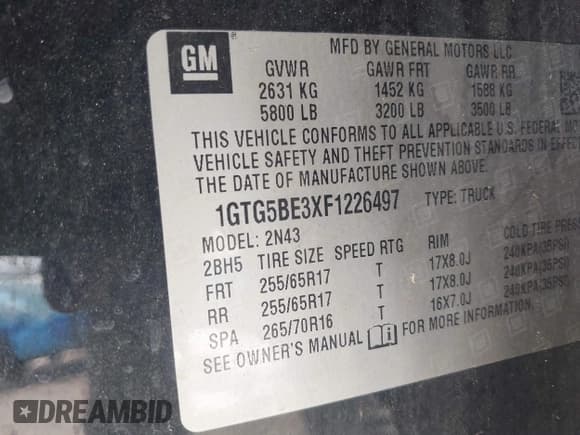 GM
®
MFD BY GENERAL MOTORS LLC
GVWR GAWR FRT GAWR RR
2631 KG 1452 KG 1588 KG
5800 LB 3200 LB 3500 LB
THIS VEHICLE CONFORMS TO ALL APPLICABLE U.S. FEDERAL MO
VEHICLE SAFETY AND THEFT PREVENTION STANDARDS IN EFFECT
THE DATE OF MANUFACTURE SHOWN ABOVE.
1GTG5BE3XF1226497 TYPE: TRUCK
MODEL: 2N43
2BH5 TIRE SIZE SPEED RTG RIM COLD TIRE PRES
FRT 255/65R17 T 17X8.0J 240KPA(35PSI)
RR 255/65R17 T 17X8.0J 240KPA(35PSI)
SPA 265/70R16 T 16X7.0J 240KPA(35PSI)
SEE OWNER'S MANUAL FOR MORE INFORMATION.
DREAMBID